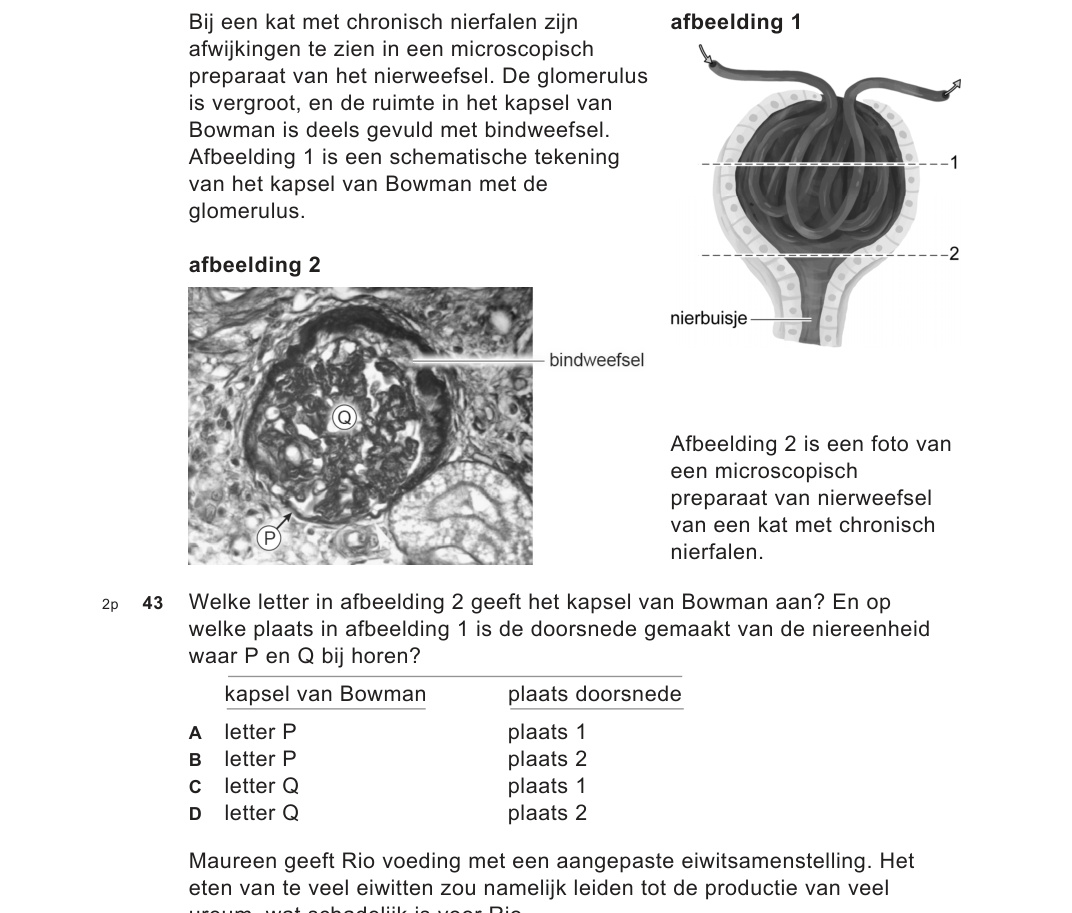 Bij een kat met chronisch nierfalen zijn
afwijkingen te zien in een microscopisch
preparaat van het nierweefsel. De glomerulus
is vergroot, en de ruimte in het kapsel van
Bowman is deels gevuld met bindweefsel.
Afbeelding 1 is een schematische tekening
van het kapsel van Bowman met de
glomerulus.
afbeelding 1
1
2
nierbuisje
afbeelding 2
bindweefsel
Q
P
Afbeelding 2 is een foto van
een microscopisch
preparaat van nierweefsel
van een kat met chronisch
nierfalen.
2p 43 Welke letter in afbeelding 2 geeft het kapsel van Bowman aan? En op
welke plaats in afbeelding 1 is de doorsnede gemaakt van de niereenheid
waar P en Q bij horen?
kapsel van Bowman plaats doorsnede
A letter P plaats 1
B letter P plaats 2
C letter Q plaats 1
D letter Q plaats 2
Maureen geeft Rio voeding met een aangepaste eiwitsamenstelling. Het
eten van te veel eiwitten zou namelijk leiden tot de productie van veel
ureum, wat schadelijk is voor Rio.